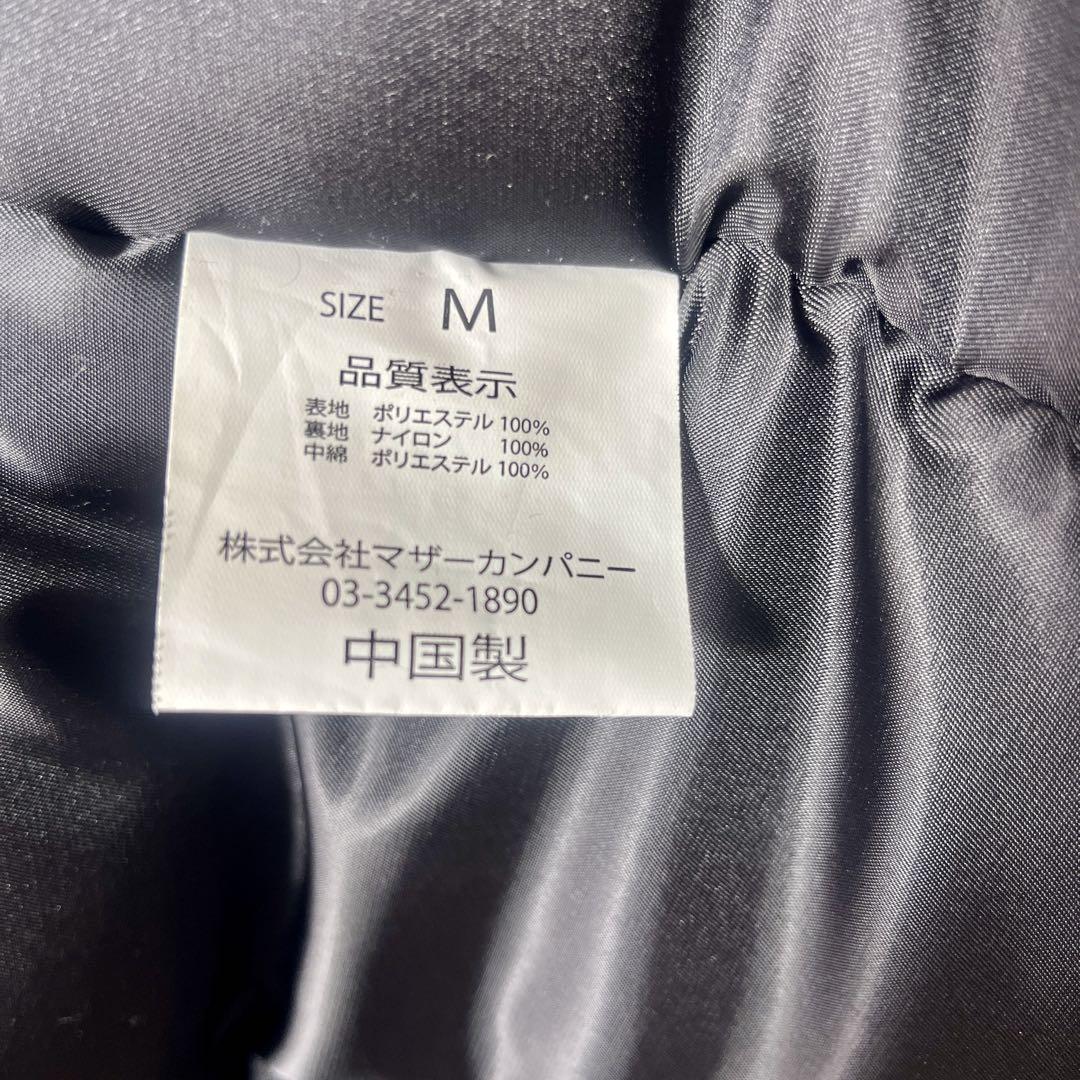 SIZE M
品質表示
表地 ポリエステル 100%
裏地 ナイロン 100%
中綿 ポリエステル 100%
株式会社マザーカンパニー
03-3452-1890
中国製